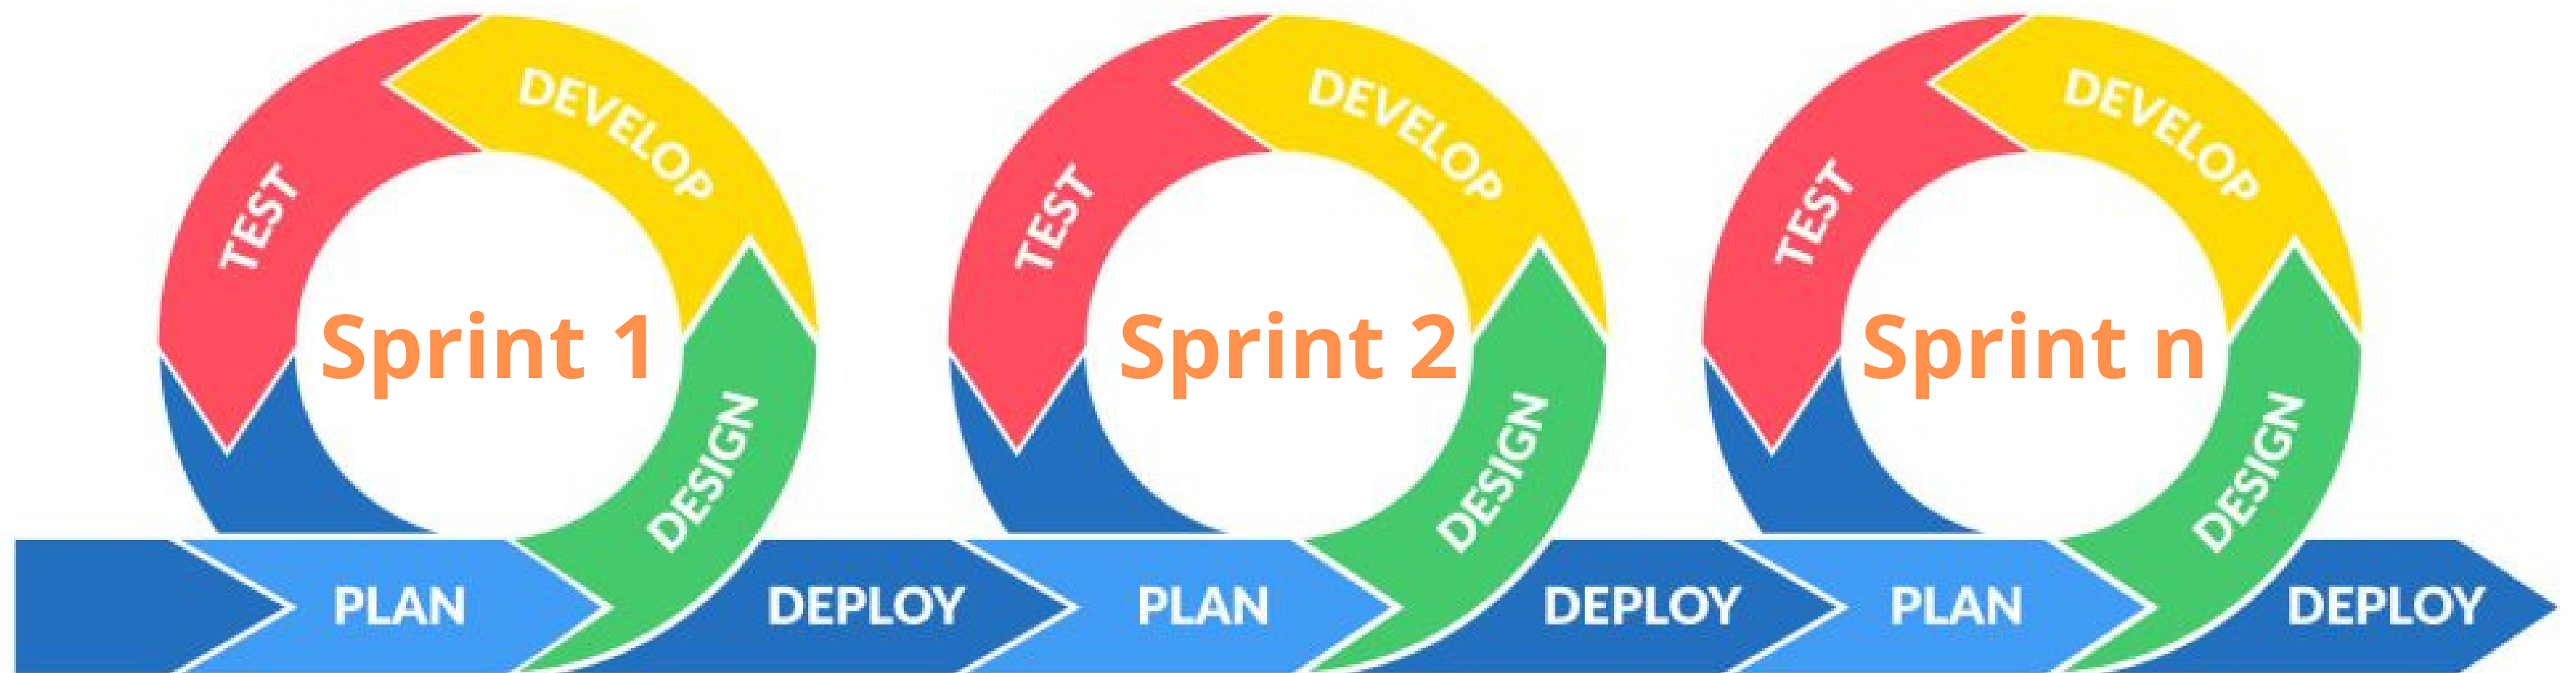 DEVELOP
TEST
Sprint 1
DESIGN
PLAN
DEPLOY
DEVELOP
TEST
Sprint 2
DESIGN
PLAN
DEPLOY
DEVELOP
TEST
Sprint n
DESIGN
PLAN
DEPLOY